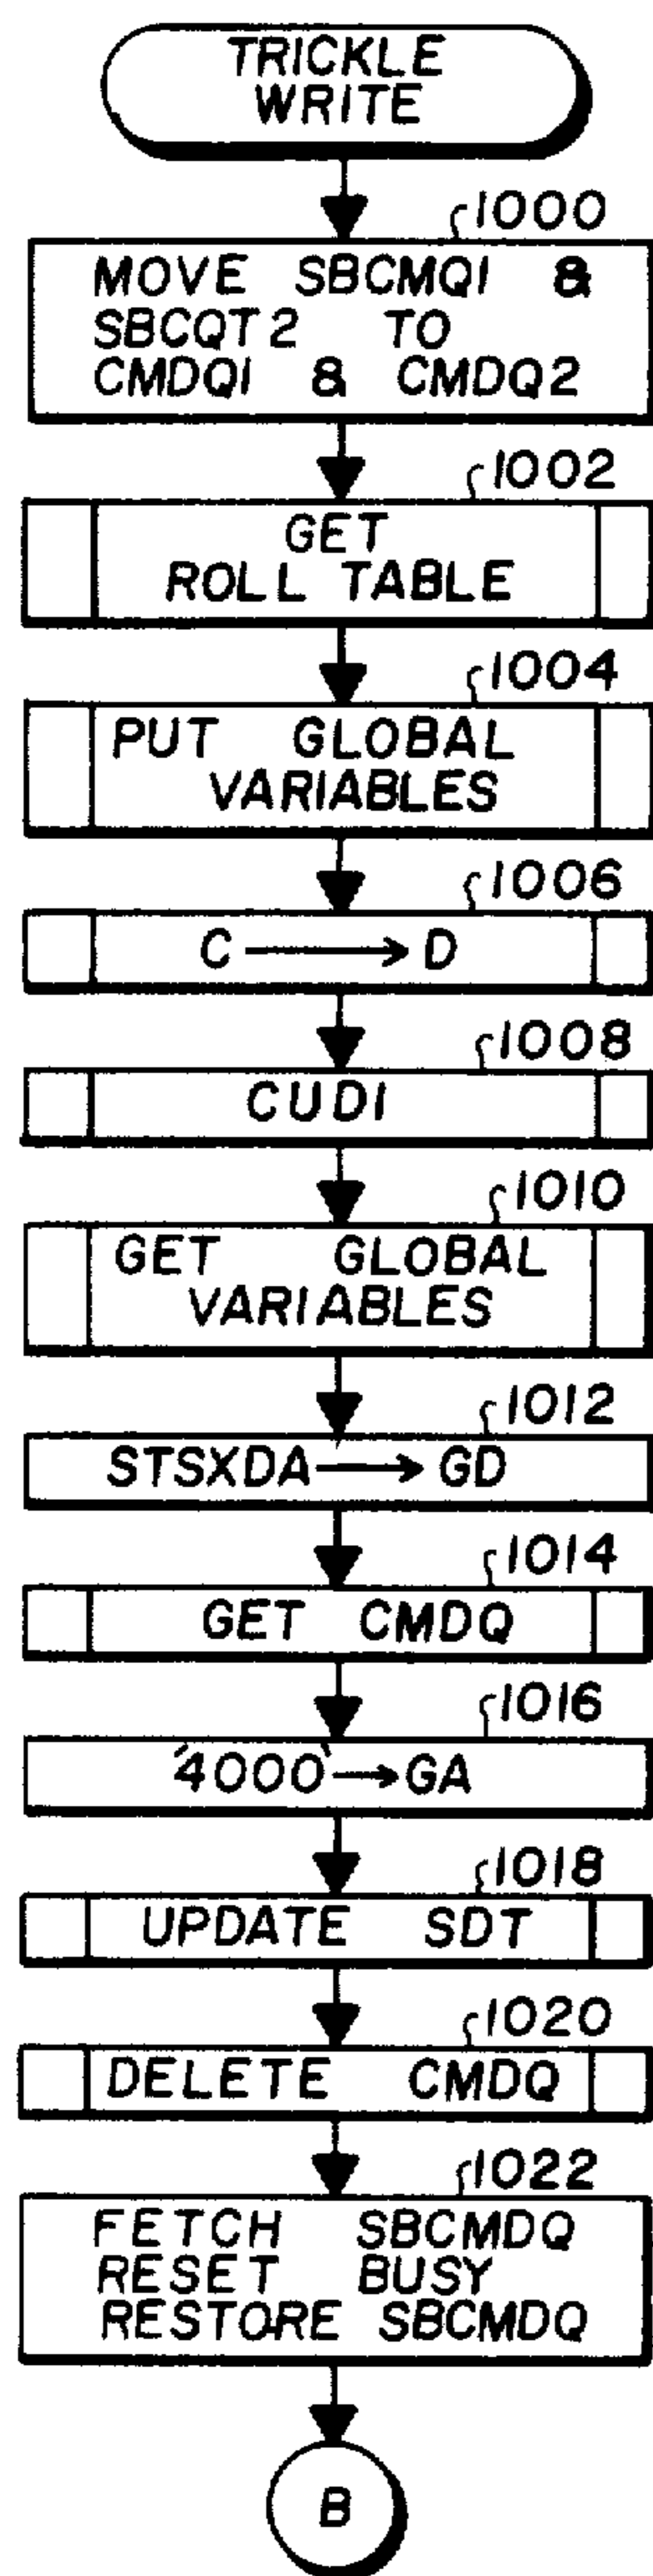 TRICKLE
WRITE
1000
MOVE SBCMQ1 &
SBCQT2 TO
CMDQ1 & CMDQ2
1002
GET
ROLL TABLE
1004
PUT GLOBAL
VARIABLES
1006
C → D
1008
CUDI
1010
GET GLOBAL
VARIABLES
1012
STSXDA → GD
1014
GET CMDQ
1016
'4000' → GA
1018
UPDATE SDT
1020
DELETE CMDQ
1022
FETCH SBCMDQ
RESET BUSY
RESTORE SBCMDQ
B